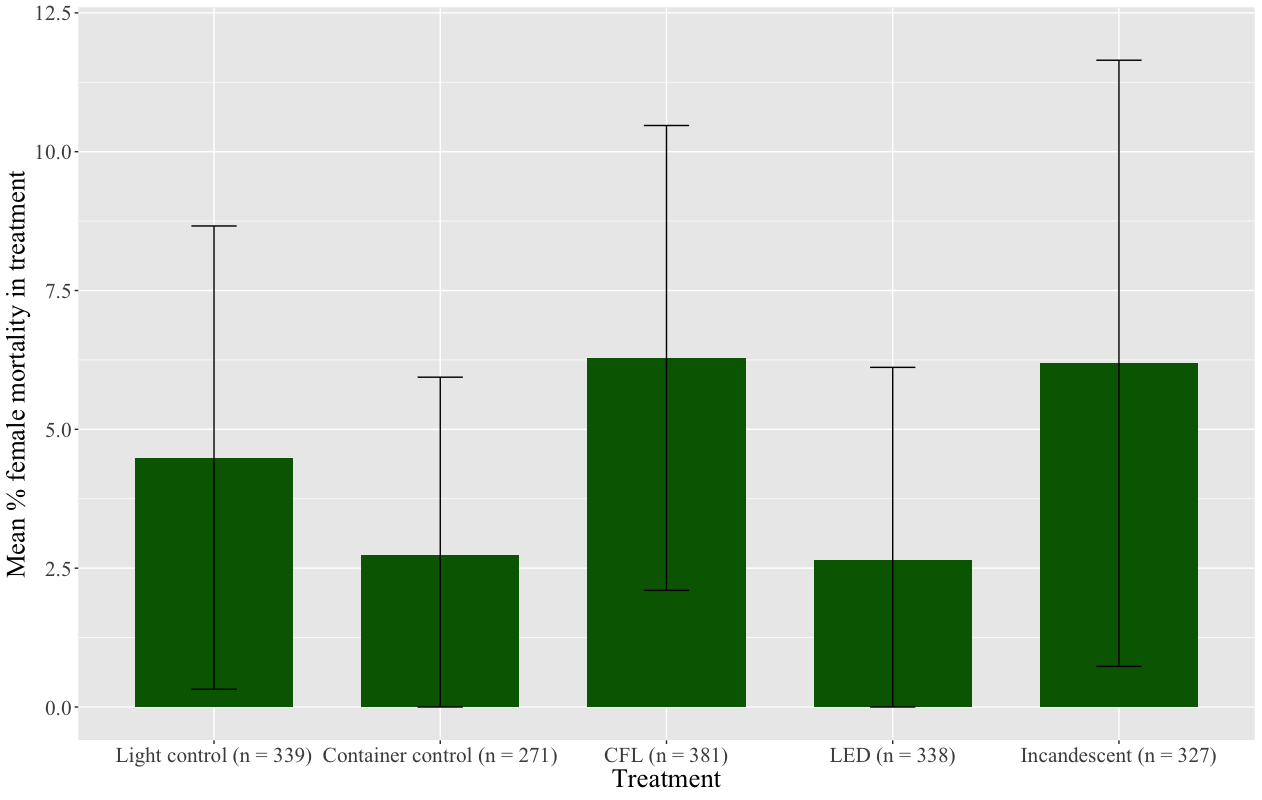 Mean % female mortality in treatment
12.5
10.0
7.5
5.0
2.5
0.0
Light control (n = 339) Container control (n = 271) CFL (n = 381) LED (n = 338) Incandescent (n = 327)
Treatment